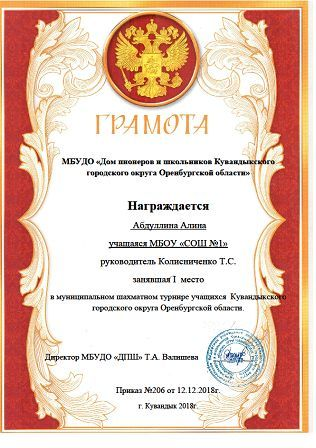 ГРАМОТА
МБУДО «Дом пионеров и школьников Кувандыкского
городского округа Оренбургской области»
Награждается
Абдуллина Алина
учащаяся МБОУ «СОШ №1»
руководитель Колисниченко Т.С.
занявшая I место
в муниципальном шахматном турнире учащихся Кувандыкского
городского округа Оренбургской области.
Директор МБУДО «ДПШ» Т.А. Валишева
Приказ №206 от 12.12.2018г.
г. Кувандык 2018г.